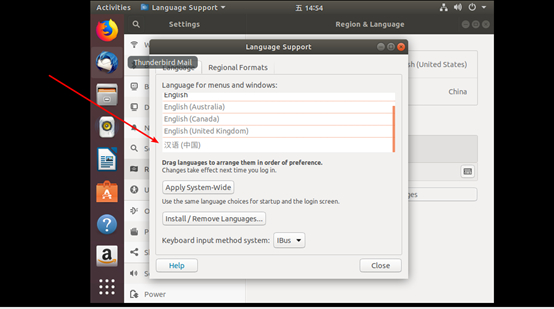 Activities
Language Support
五 14:54
Settings
Region & Language
Language Support
Thunderbird Mail
Language
Regional Formats
Language for menus and windows:
English
English (Australia)
English (Canada)
English (United Kingdom)
汉语 (中国)
Drag languages to arrange them in order of preference.
Changes take effect next time you log in.
Apply System-Wide
Use the same language choices for startup and the login screen.
Install / Remove Languages...
Keyboard input method system:
IBus
Help
Close
(United States)
China
Power